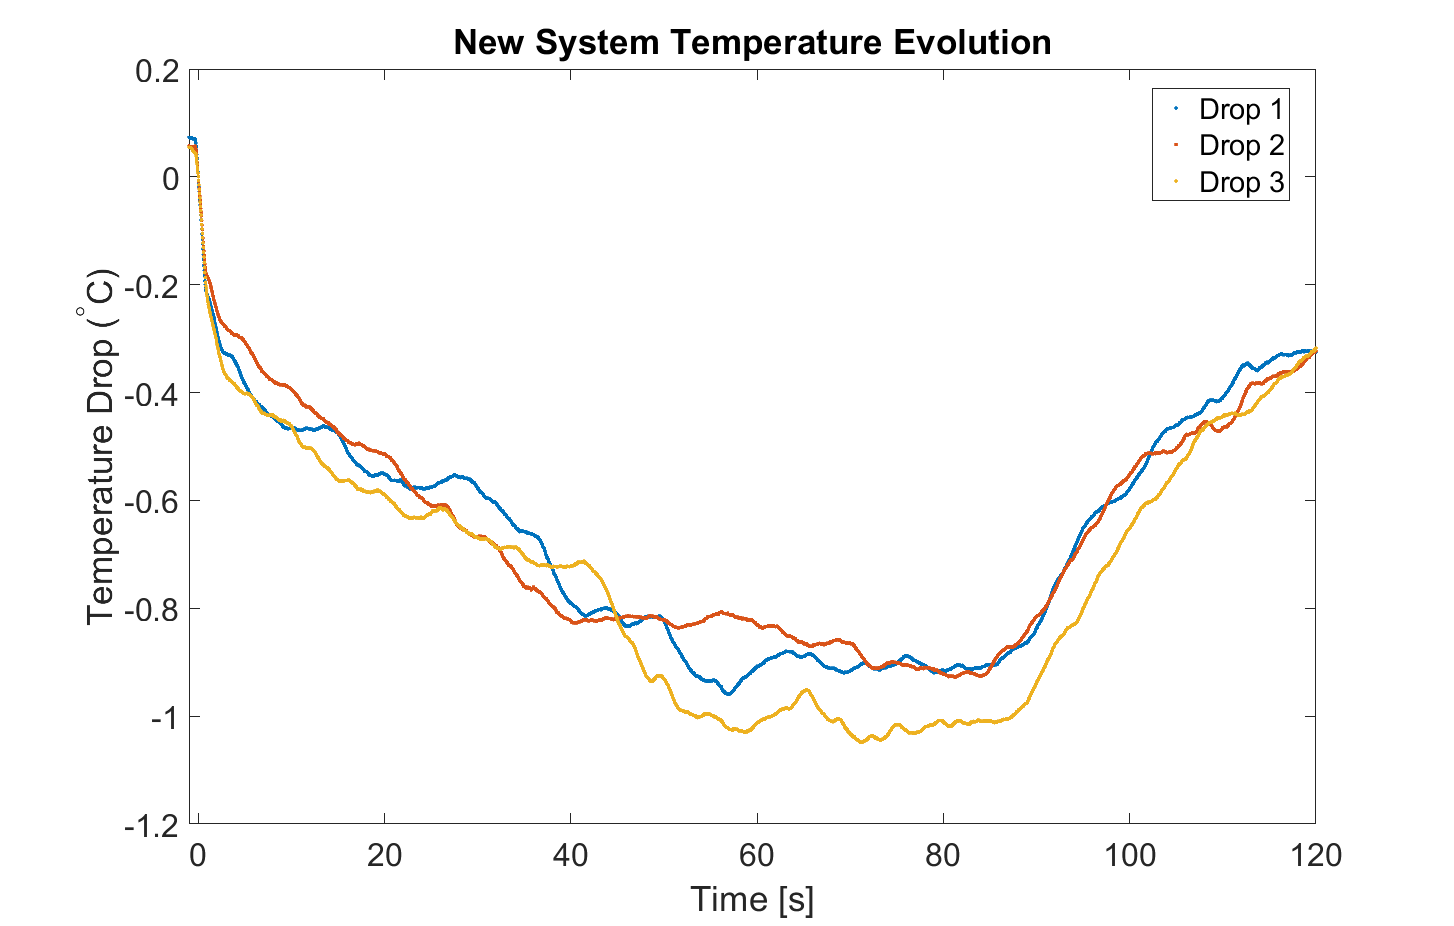 New System Temperature Evolution
0.2
0
-0.2
-0.4
-0.6
-0.8
-1
-1.2
Temperature Drop (°C)
Drop 1
Drop 2
Drop 3
0 20 40 60 80 100 120
Time [s]